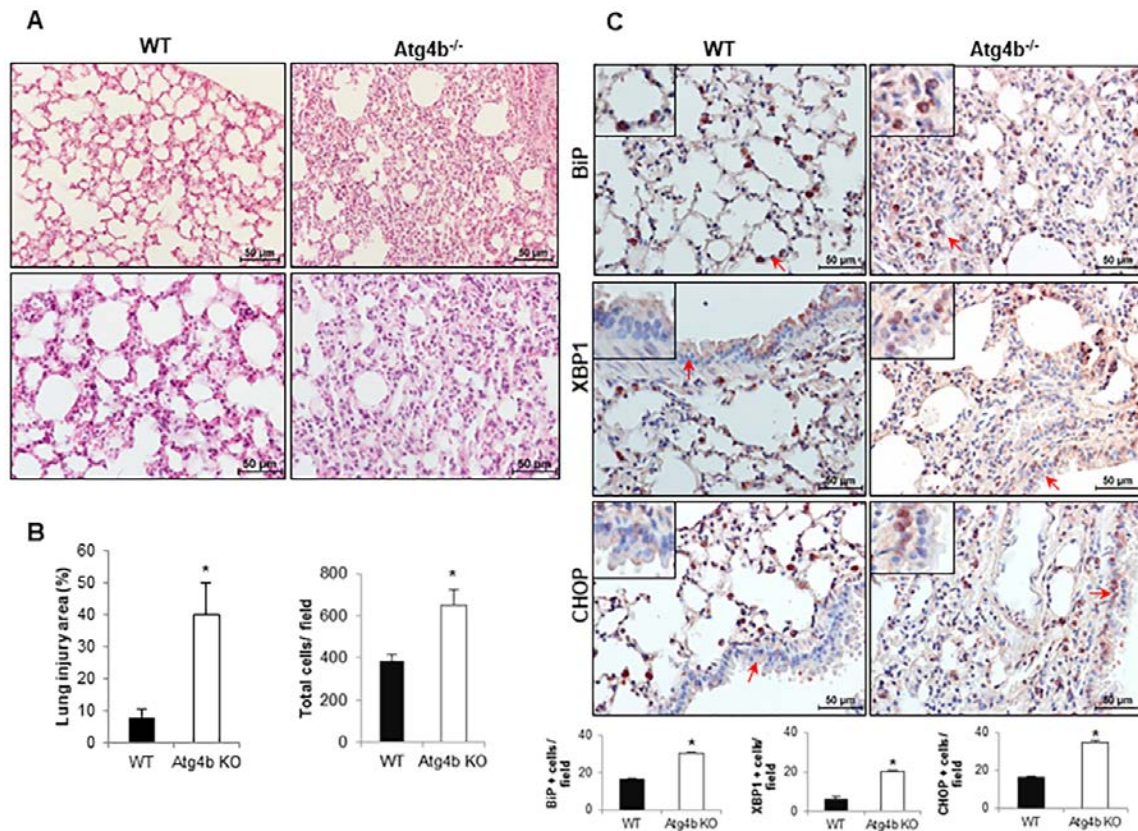 A
WT
Atg4b-/-
50 µm
50 µm
50 µm
50 µm
B
Lung injury area (%)
60
50
40
30
20
10
0
*
WT
Atg4b KO
Total cells/ field
800
600
400
200
0
*
WT
Atg4b KO
C
WT
Atg4b-/-
BiP
50 µm
50 µm
XBP1
50 µm
50 µm
CHOP
50 µm
50 µm
BiP + cells/
field
40
20
0
*
WT
Atg4b KO
XBP1 + cells/
field
40
20
0
*
WT
Atg4b KO
CHOP + cells/
field
40
20
0
*
WT
Atg4b KO